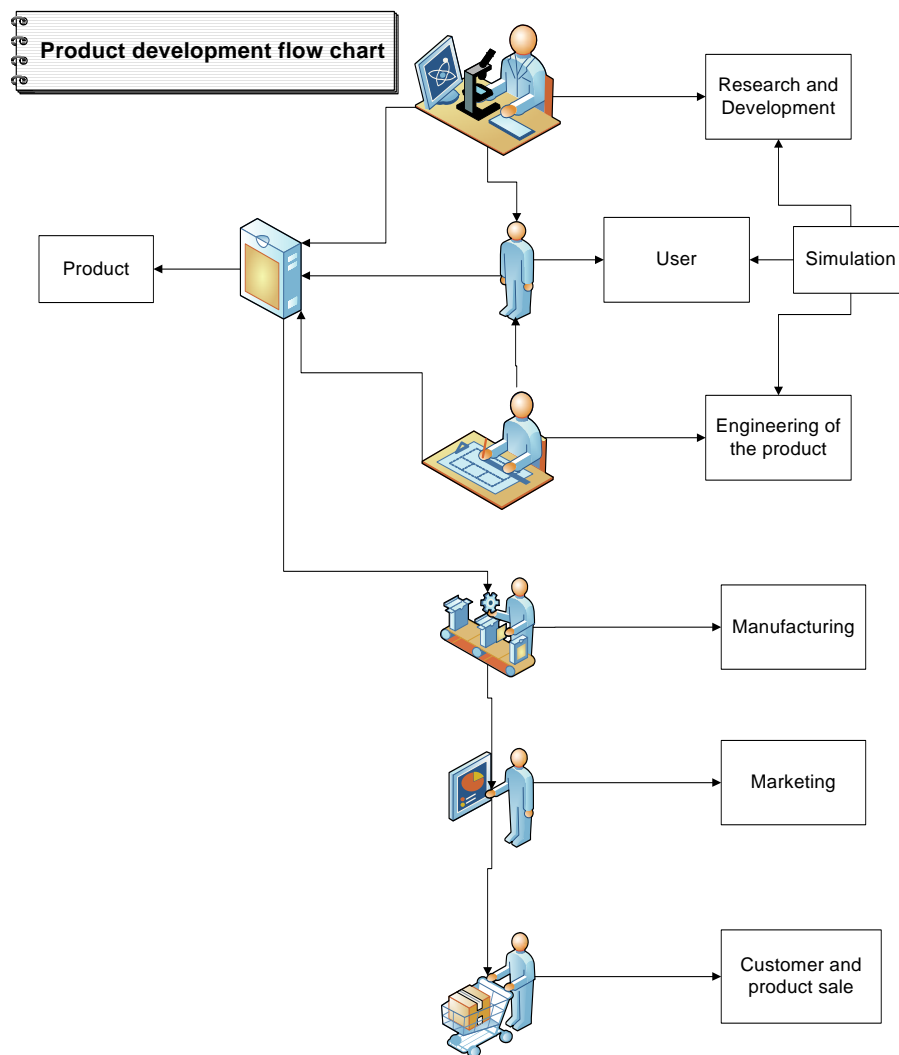 Product development flow chart
Research and
Development
Product
User
Simulation
Engineering of
the product
Manufacturing
Marketing
Customer and
product sale